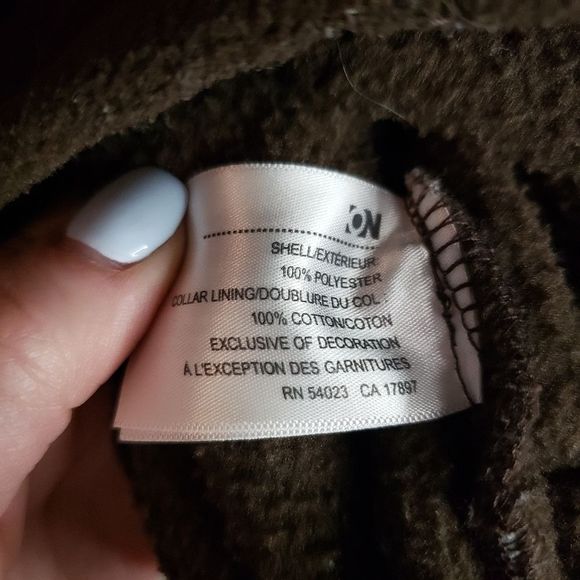 ON
SHELL/EXTÉRIEUR
100% POLYESTER
COLLAR LINING/DOUBLURE DU COL :
100% COTTON/COTON
EXCLUSIVE OF DECORATION
À L'EXCEPTION DES GARNITURES
RN 54023 CA 17897